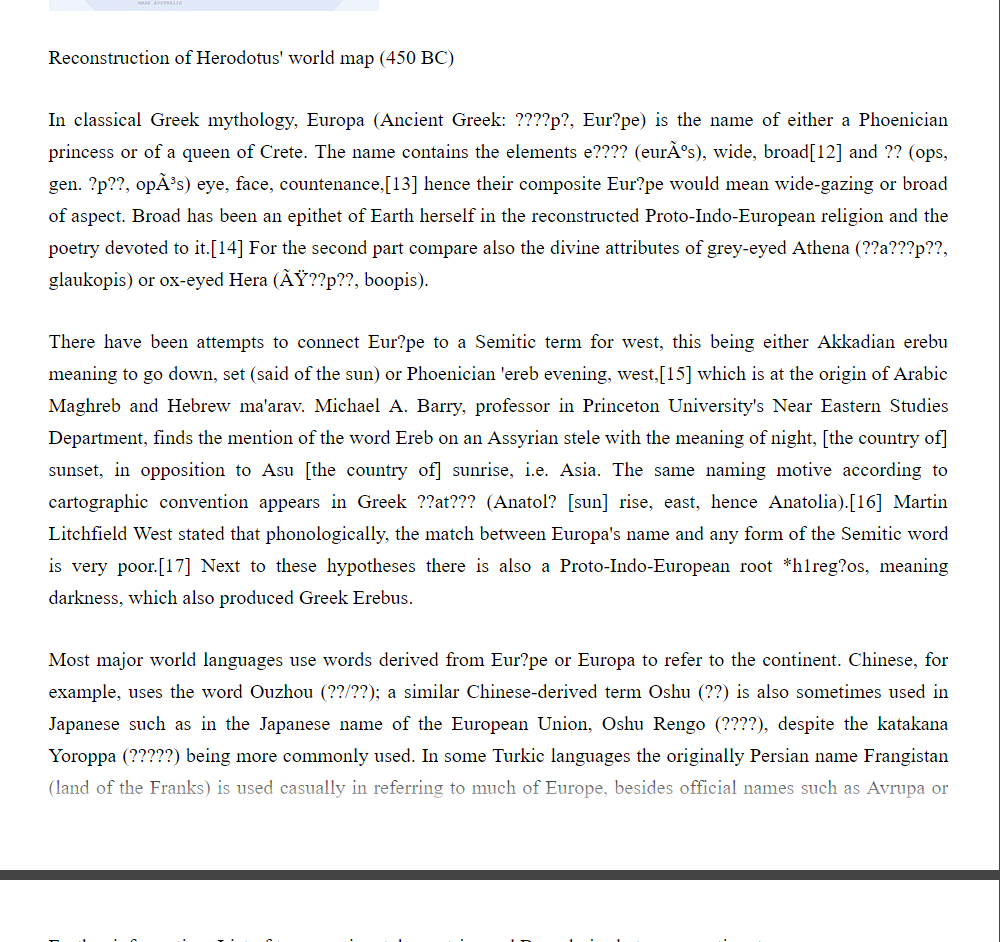 Reconstruction of Herodotus' world map (450 BC)
In classical Greek mythology, Europa (Ancient Greek: ????p?, Eur?pe) is the name of either a Phoenician
princess or of a queen of Crete. The name contains the elements e???? (eurÃºs), wide, broad[12] and ?? (ops,
gen. ?p??, opÃ³s) eye, face, countenance,[13] hence their composite Eur?pe would mean wide-gazing or broad
of aspect. Broad has been an epithet of Earth herself in the reconstructed Proto-Indo-European religion and the
poetry devoted to it.[14] For the second part compare also the divine attributes of grey-eyed Athena (??a???p??,
glaukopis) or ox-eyed Hera (ÃŸ??p??, boopis).
There have been attempts to connect Eur?pe to a Semitic term for west, this being either Akkadian erebu
meaning to go down, set (said of the sun) or Phoenician 'ereb evening, west,[15] which is at the origin of Arabic
Maghreb and Hebrew ma'arav. Michael A. Barry, professor in Princeton University's Near Eastern Studies
Department, finds the mention of the word Ereb on an Assyrian stele with the meaning of night, [the country of]
sunset, in opposition to Asu [the country of] sunrise, i.e. Asia. The same naming motive according to
cartographic convention appears in Greek ??at??? (Anatol? [sun] rise, east, hence Anatolia).[16] Martin
Litchfield West stated that phonologically, the match between Europa's name and any form of the Semitic word
is very poor.[17] Next to these hypotheses there is also a Proto-Indo-European root *h1reg?os, meaning
darkness, which also produced Greek Erebus.
Most major world languages use words derived from Eur?pe or Europa to refer to the continent. Chinese, for
example, uses the word Ouzhou (??/??); a similar Chinese-derived term Oshu (??) is also sometimes used in
Japanese such as in the Japanese name of the European Union, Oshu Rengo (????), despite the katakana
Yoroppa (?????) being more commonly used. In some Turkic languages the originally Persian name Frangistan
(land of the Franks) is used casually in referring to much of Europe, besides official names such as Avrupa or